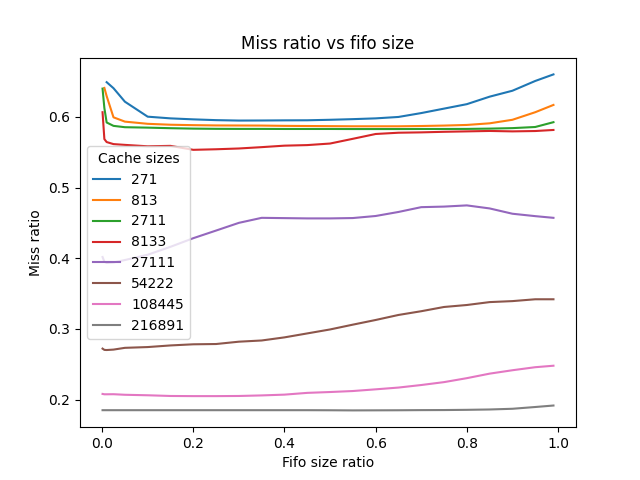 Miss ratio vs fifo size
Miss ratio
0.6
0.5
0.4
0.3
0.2
Cache sizes
271
813
2711
8133
27111
54222
108445
216891
0.0 0.2 0.4 0.6 0.8 1.0
Fifo size ratio